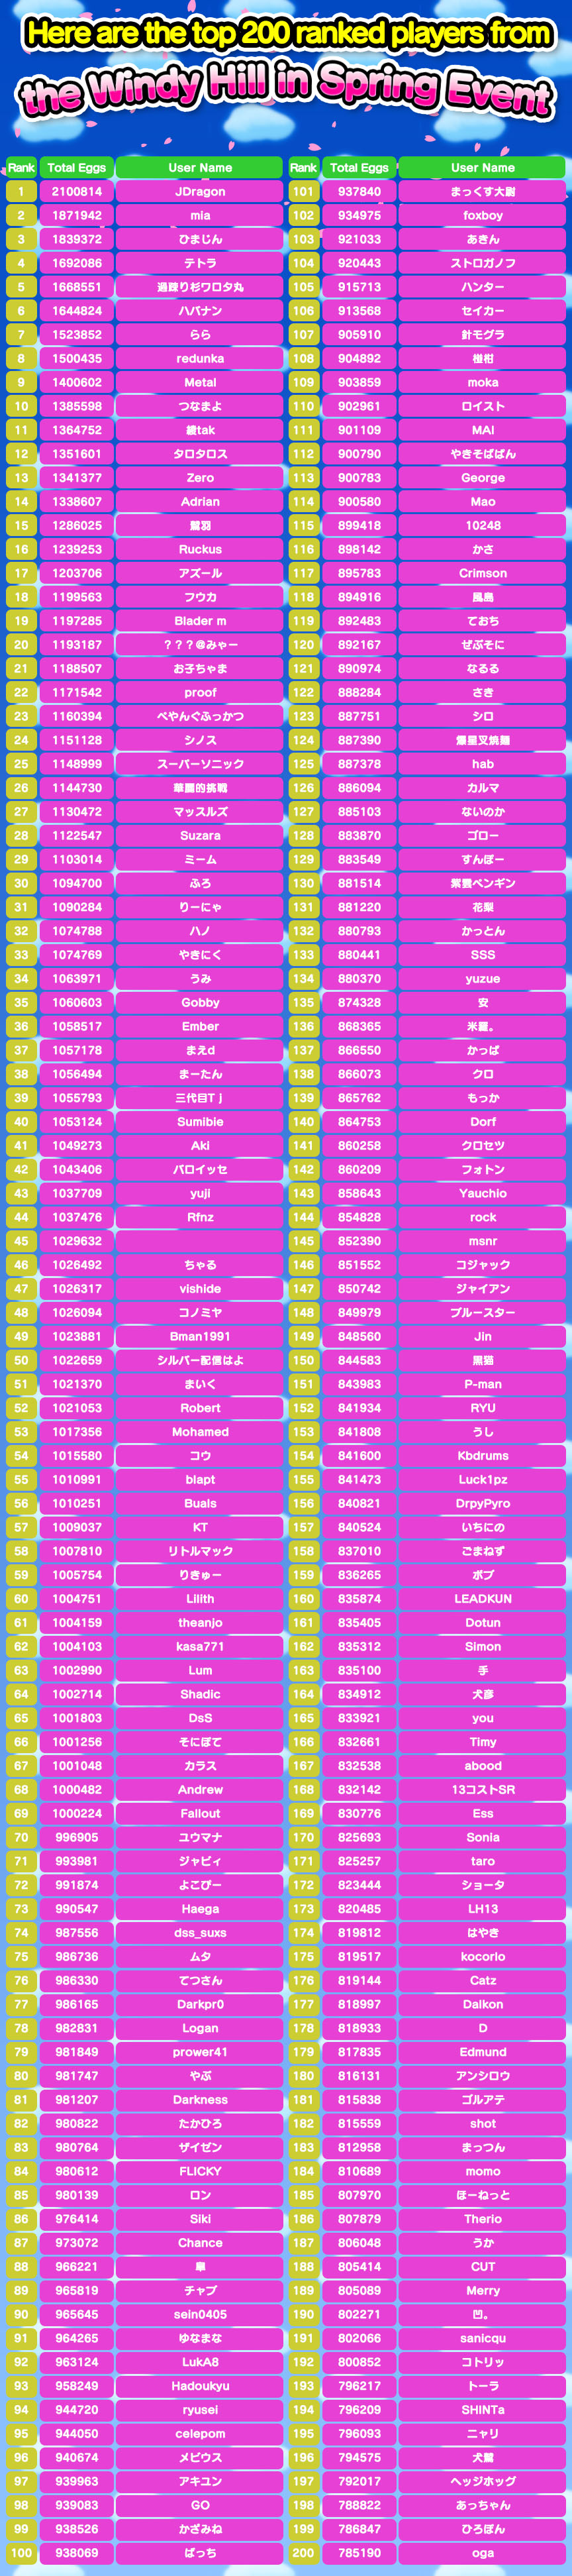 Here are the top 200 ranked players from
the Windy Hill in Spring Event
Rank Total Eggs User Name
1 2100814 JDragon
2 1871942 mia
3 1839372 ひまじん
4 1692086 テトラ
5 1668551 過疎り杉ワロタ丸
6 1644824 ハバナン
7 1523852 らら
8 1500435 redunka
9 1400602 Metal
10 1385598 つなまよ
11 1364752 綾tak
12 1351601 タロタロス
13 1341377 Zero
14 1338607 Adrian
15 1286025
16 1239253 Ruckus
17 1203706 アズール
18 1199563 フウカ
19 1197285 Blader m
20 1193187 ？？？@みゃー
21 1188507 お子ちゃま
22 1171542 proof
23 1160394 ぺやんぐふっかつ
24 1151128 シノス
25 1148999 スーパーソニック
26 1144730 華麗的挑戦
27 1130472 マッスルズ
28 1122547 Suzara
29 1103014 ミーム
30 1094700 ふろ
31 1090284 りーにゃ
32 1074788 ハノ
33 1074769 やきにく
34 1063971 うみ
35 1060603 Gobby
36 1058517 Ember
37 1057178 まえd
38 1056494 まーたん
39 1055793 三代目Tｊ
40 1053124 Sumibie
41 1049273 Aki
42 1043406 パロイッセ
43 1037709 yuji
44 1037476 Rfnz
45 1029632
46 1026492 ちゃる
47 1026317 vishide
48 1026094 コノミヤ
49 1023881 Bman1991
50 1022659 シルバー配信はよ
51 1021370 まいく
52 1021053 Robert
53 1017356 Mohamed
54 1015580 コウ
55 1010991 blapt
56 1010251 Buals
57 1009037 KT
58 1007810 リトルマック
59 1005754 りきゅー
60 1004751 Lilith
61 1004159 theanjo
62 1004103 kasa771
63 1002990 Lum
64 1002714 Shadic
65 1001803 DsS
66 1001256 そにぽて
67 1001048 カラス
68 1000482 Andrew
69 1000224 Fallout
70 996905 ユウマナ
71 993981 ジャビィ
72 991874 よこぴー
73 990547 Haega
74 987556 dss_suxs
75 986736 ムタ
76 986330 てつさん
77 986165 Darkpr0
78 982831 Logan
79 981849 prower41
80 981747 やぶ
81 981207 Darkness
82 980822 たかひろ
83 980764 ザイゼン
84 980612 FLICKY
85 980139 ロン
86 976414 Siki
87 973072 Chance
88 966221
89 965819 チャプ
90 965645 sein0405
91 964265 ゆなまな
92 963124 LukA8
93 958249 Hadoukyu
94 944720 ryusei
95 944050 celepom
96 940674 メビウス
97 939963 アキユン
98 939083 GO
99 938526 かざみね
100 938069 ばっち
Rank Total Eggs User Name
101 937840 まっくす大尉
102 934975 foxboy
103 921033 あきん
104 920443 ストロガノフ
105 915713 ハンター
106 913568 セイカー
107 905910 針モグラ
108 904892 椪柑
109 903859 moka
110 902961 ロイスト
111 901109 MAI
112 900790 やきそばぱん
113 900783 George
114 900580 Mao
115 899418 10248
116 898142 かさ
117 895783 Crimson
118 894916 風島
119 892483 ておち
120 892167 ぜぶそに
121 890974 なるる
122 888284 さき
123 887751 シロ
124 887390 爆星叉焼麺
125 887378 hab
126 886094 カルマ
127 885103 ないのか
128 883870 ゴロー
129 883549 ずんぼー
130 881514 紫雲ペンギン
131 881220 花梨
132 880793 かっとん
133 880441 SSS
134 880370 yuzue
135 874328 安
136 868365
137 866550 かっぱ
138 866073 クロ
139 865762 もっか
140 864753 Dorf
141 860258 クロセツ
142 860209 フォトン
143 858643 Yauchio
144 854828 rock
145 852390 msnr
146 851552 コジャック
147 850742 ジャイアン
148 849979 ブルースター
149 848560 Jin
150 844583 黒猫
151 843983 P-man
152 841934 RYU
153 841808 うし
154 841600 Kbdrums
155 841473 Luck1pz
156 840821 DrpyPyro
157 840524 いちにの
158 837010 ごまねず
159 836265 ボブ
160 835874 LEADKUN
161 835405 Dotun
162 835312 Simon
163 835100 手
164 834912 犬彦
165 833921 you
166 832661 Timy
167 832538 abood
168 832142 13コストSR
169 830776 Ess
170 825693 Sonia
171 825257 taro
172 823444 ショータ
173 820485 LH13
174 819812 はやき
175 819517 kocorlo
176 819144 Catz
177 818997 Daikon
178 818933 D
179 817835 Edmund
180 816131 アンシロウ
181 815838 ゴルアテ
182 815559 shot
183 812958 まっつん
184 810689 momo
185 807970 ほーねっと
186 807879 Therio
187 806048 うか
188 805414 CUT
189 805089 Merry
190 802271 凹。
191 802066 sanicqu
192 800852 コトリッ
193 796217 トーラ
194 796209 SHINTa
195 796093 ニャリ
196 794575 犬鷲
197 792017 ヘッジホッグ
198 788822 あっちゃん
199 786847 ひろぽん
200 785190 oga